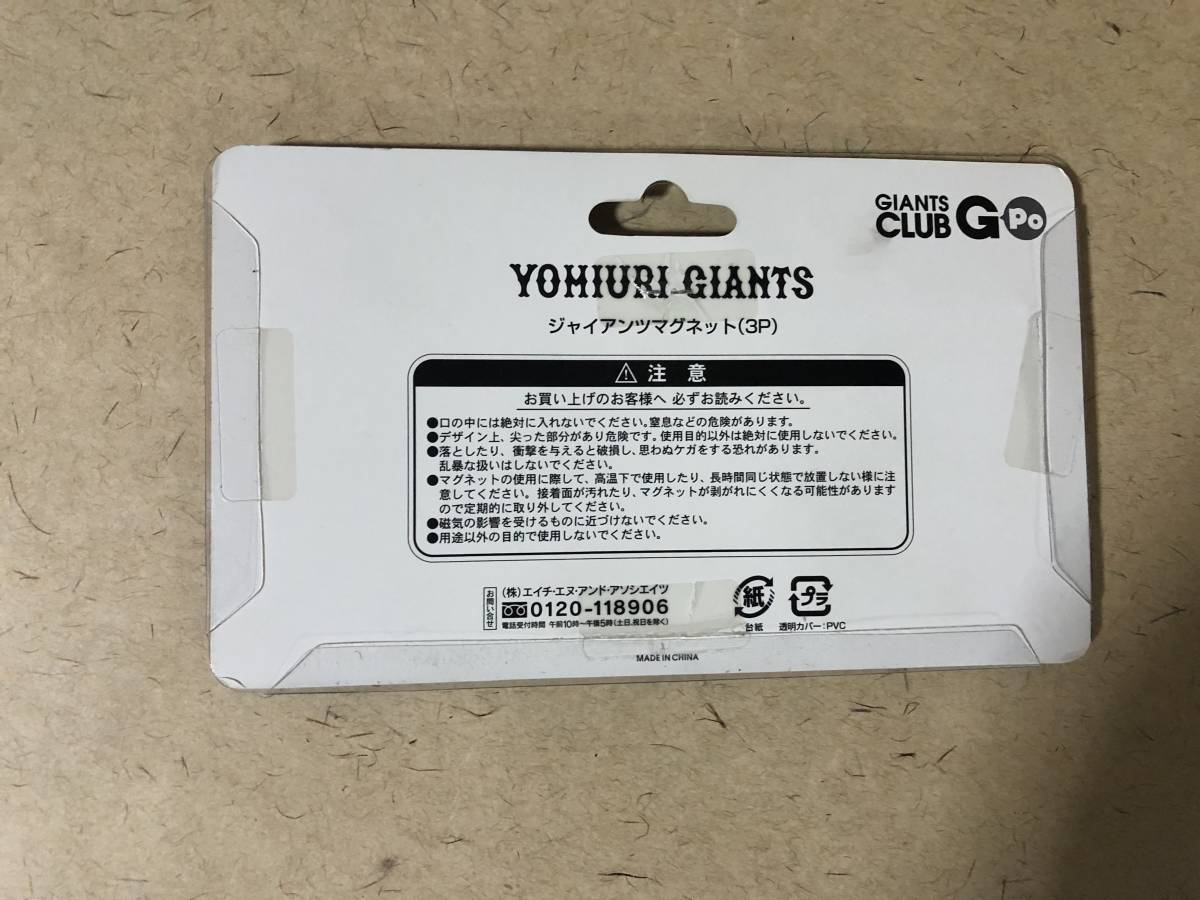 GIANTS
CLUB G-Po
YOMIURI GIANTS
ジャイアンツマグネット(3P)
⚠注 意
お買い上げのお客様へ 必ずお読みください。
●口の中には絶対に入れないでください。窒息などの危険があります。
●デザイン上、尖った部分があり危険です。使用目的以外は絶対に使用しないでください。
●落としたり、衝撃を与えると破損し、思わぬケガをする恐れがあります。
乱暴な扱いはしないでください。
●マグネットの使用に際して、高温下で使用したり、長時間同じ状態で放置しない様に注
意してください。接着面が汚れたり、マグネットが剥がれにくくなる可能性があります
ので定期的に取り外してください。
●磁気の影響を受けるものに近づけないでください。
●用途以外の目的で使用しないでください。
お問い合せ
(株)エイチ・エヌ・アンド・アソシエイツ
0120-118906
電話受付時間 午前10時〜午後5時(土日、祝日を除く)
紙
台紙
プラ
透明カバー:PVC
MADE IN CHINA